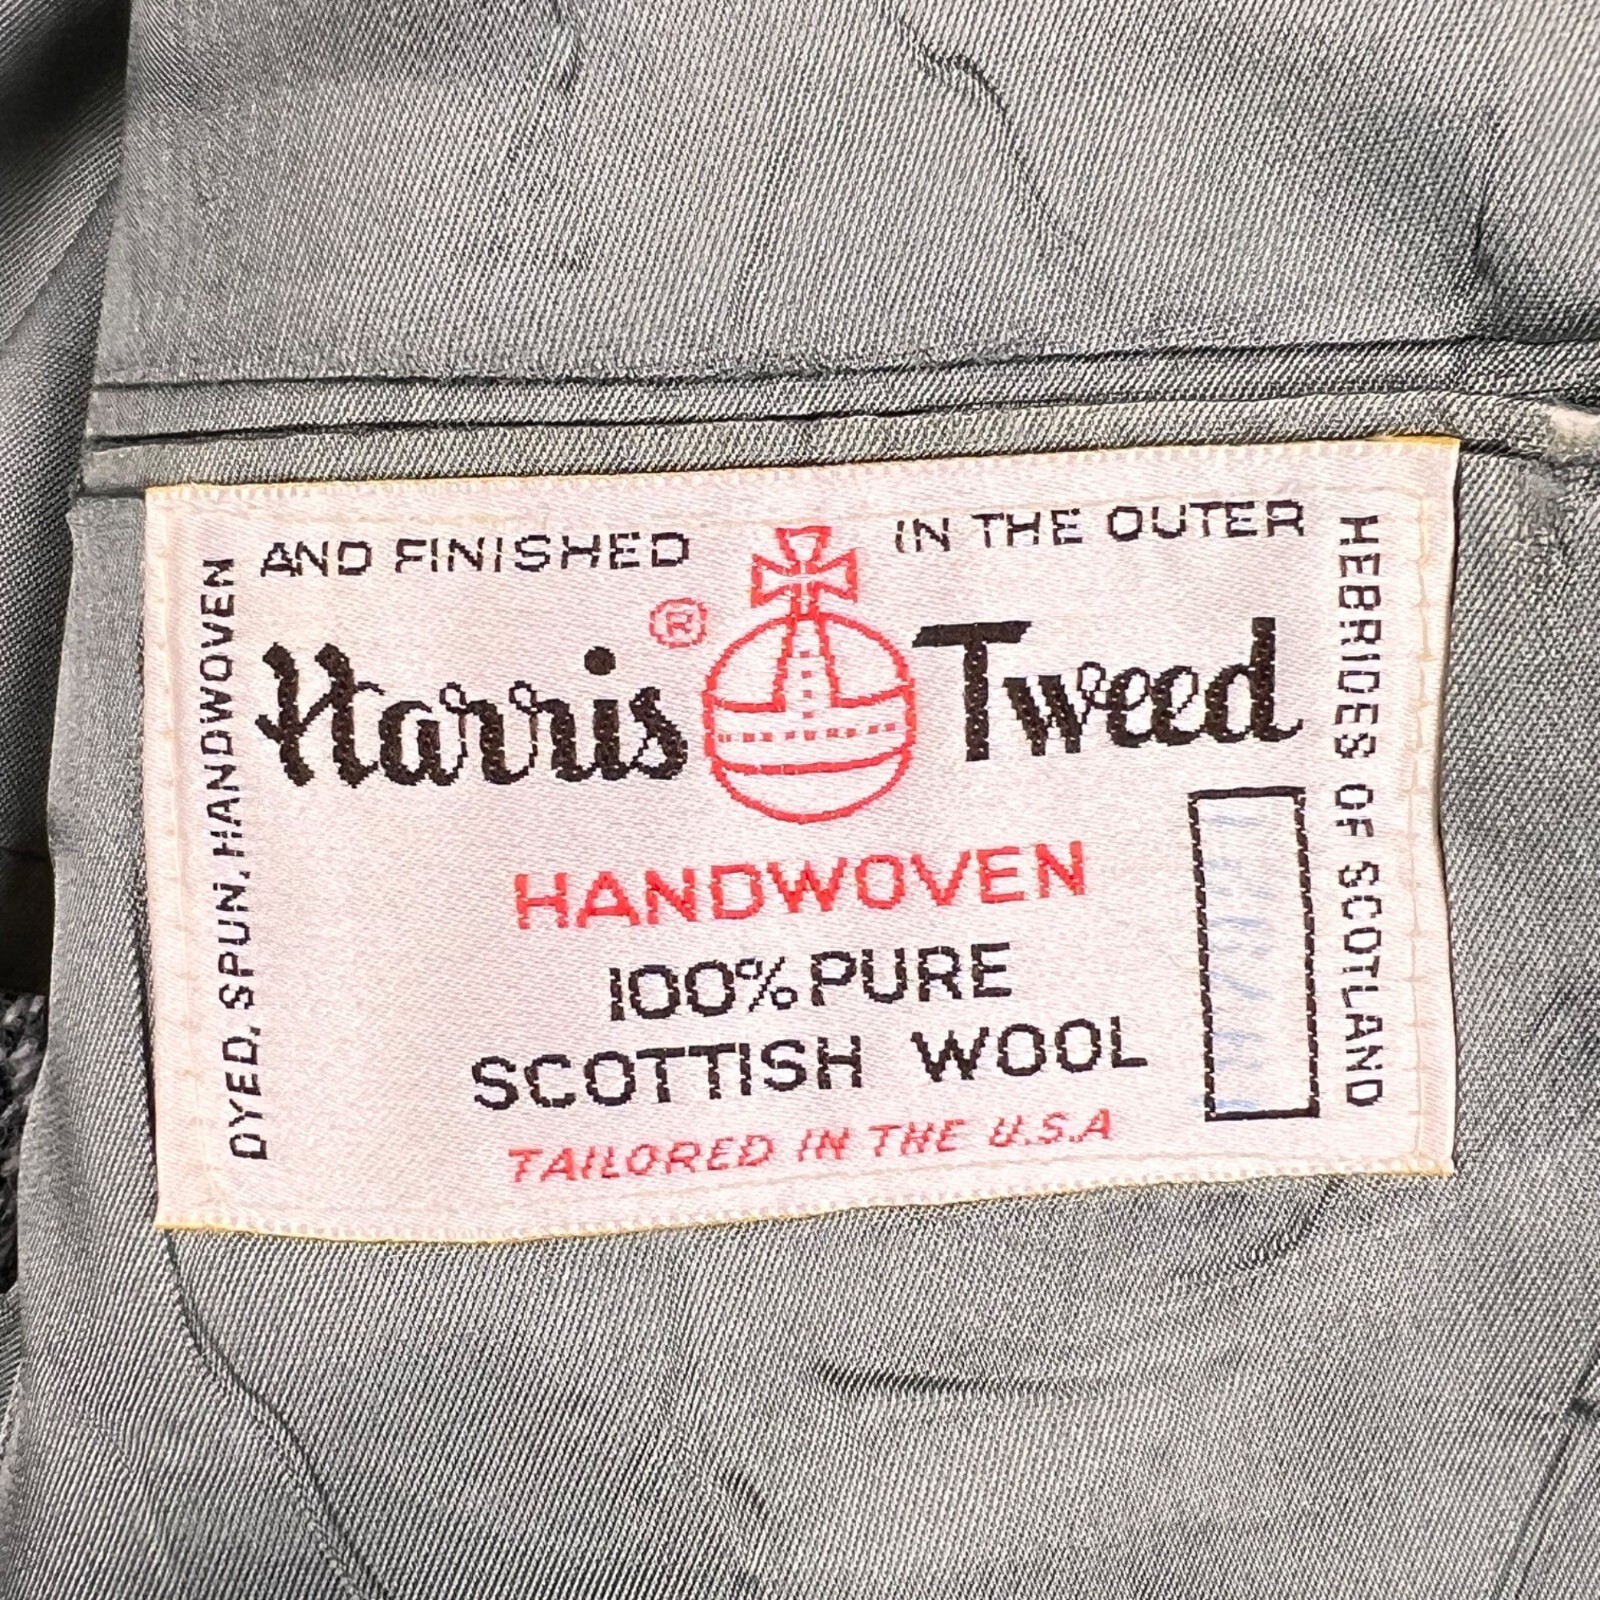 DYED, SPUN, HANDWOVEN
AND FINISHED
IN THE OUTER
HEBRIDES OF SCOTLAND
Harris ® Tweed
HANDWOVEN
100% PURE
SCOTTISH WOOL
TAILORED IN THE U.S.A